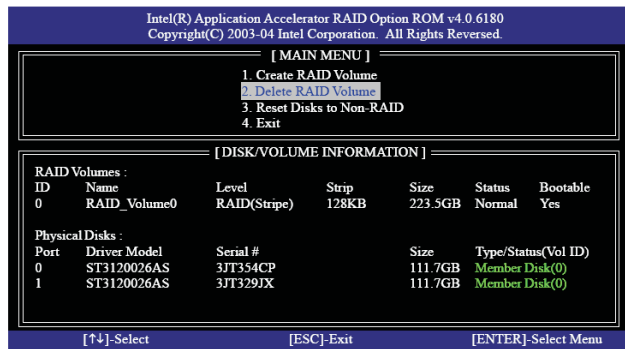 Intel(R) Application Accelerator RAID Option ROM v4.0.6180
Copyright(C) 2003-04 Intel Corporation. All Rights Reversed.
[ MAIN MENU ]
1. Create RAID Volume
2. Delete RAID Volume
3. Reset Disks to Non-RAID
4. Exit
[ DISK/VOLUME INFORMATION ]
RAID Volumes :
ID Name Level Strip Size Status Bootable
0 RAID_Volume0 RAID(Stripe) 128KB 223.5GB Normal Yes
Physical Disks :
Port Driver Model Serial # Size Type/Status(Vol ID)
0 ST3120026AS 3JT354CP 111.7GB Member Disk(0)
1 ST3120026AS 3JT329JX 111.7GB Member Disk(0)
[↑↓]-Select [ESC]-Exit [ENTER]-Select Menu